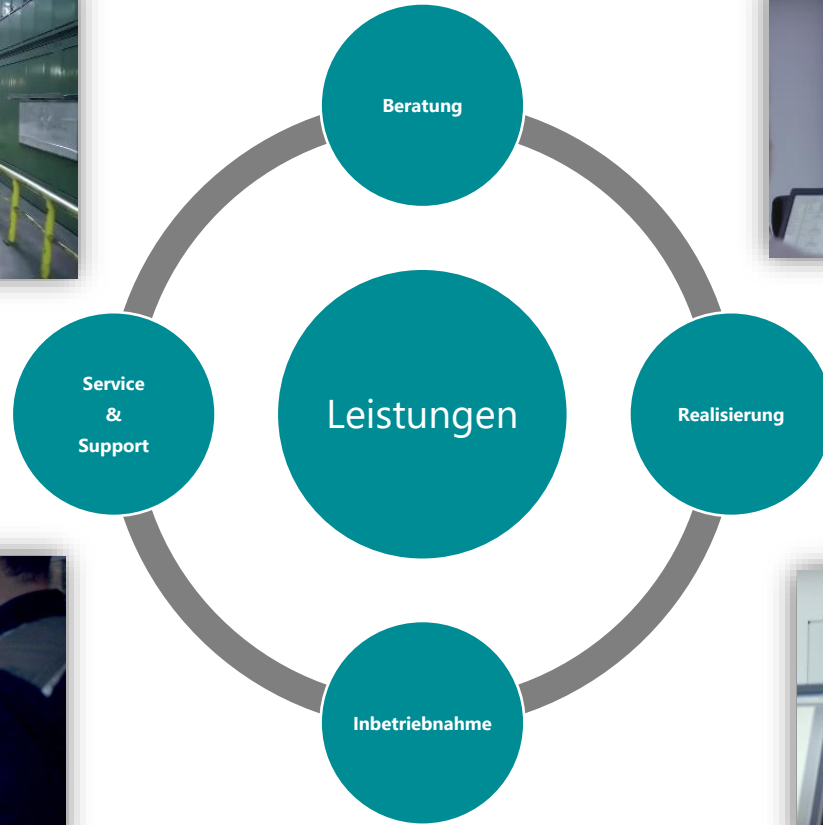 Beratung
Service
&
Support
Leistungen
Realisierung
Inbetriebnahme